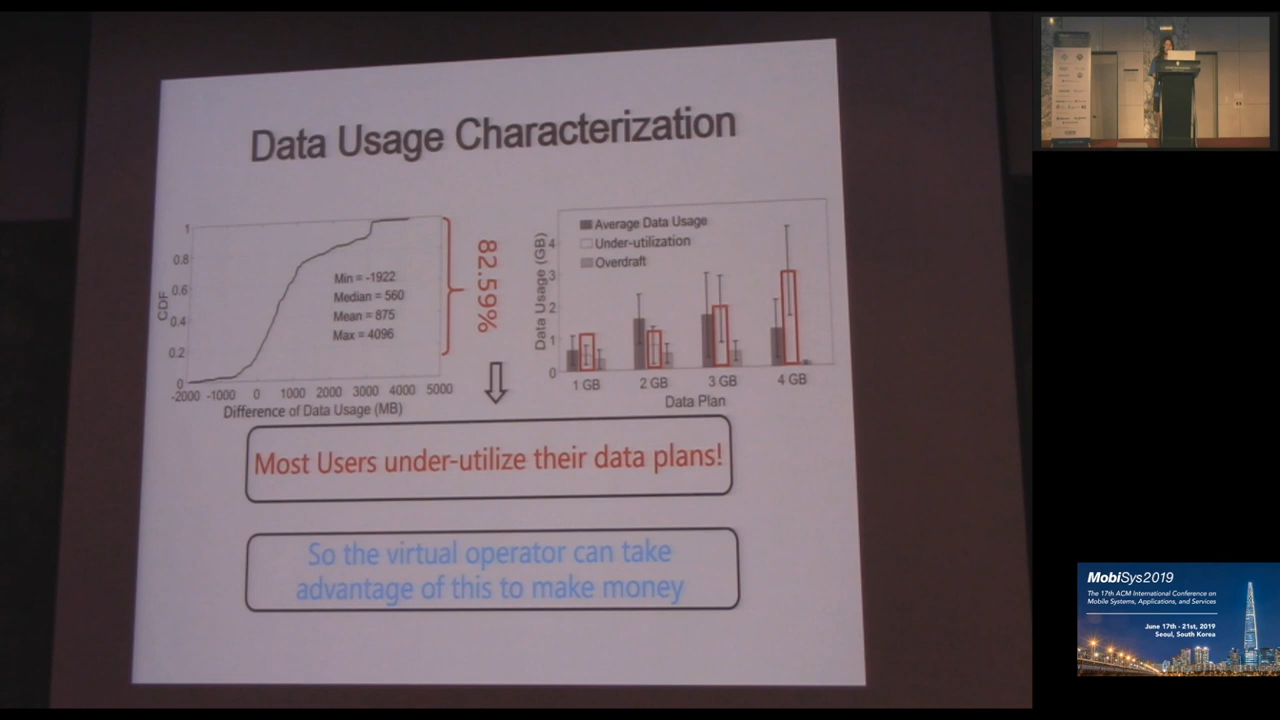 Data Usage Characterization
CDF
1
0.8
0.6
0.4
0.2
0
-2000 -1000 0 1000 2000 3000 4000 5000
Difference of Data Usage (MB)
Min = -1922
Median = 560
Mean = 875
Max = 4096
82.59%
Data Usage (GB)
4
3
2
1
0
Average Data Usage
Under-utilization
Overdraft
1 GB 2 GB 3 GB 4 GB
Data Plan
Most Users under-utilize their data plans!
So the virtual operator can take
advantage of this to make money
MobiSys2019
The 17th ACM International Conference on
Mobile Systems, Applications, and Services
June 17th - 21st, 2019
Seoul, South Korea